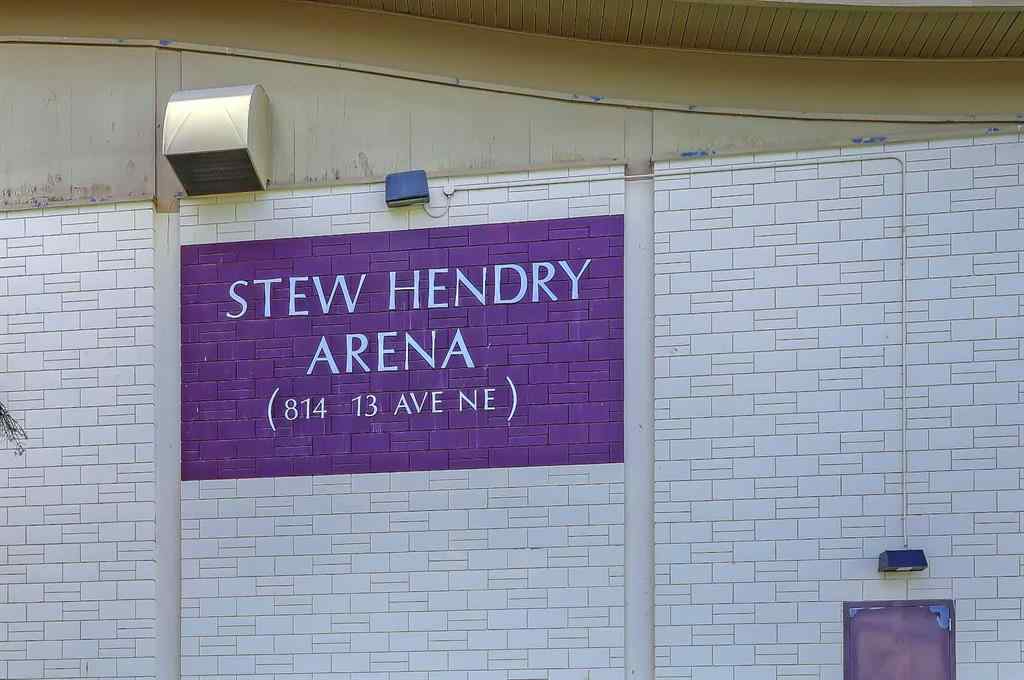 STEW HENDRY
ARENA
(814 13 AVE NE)